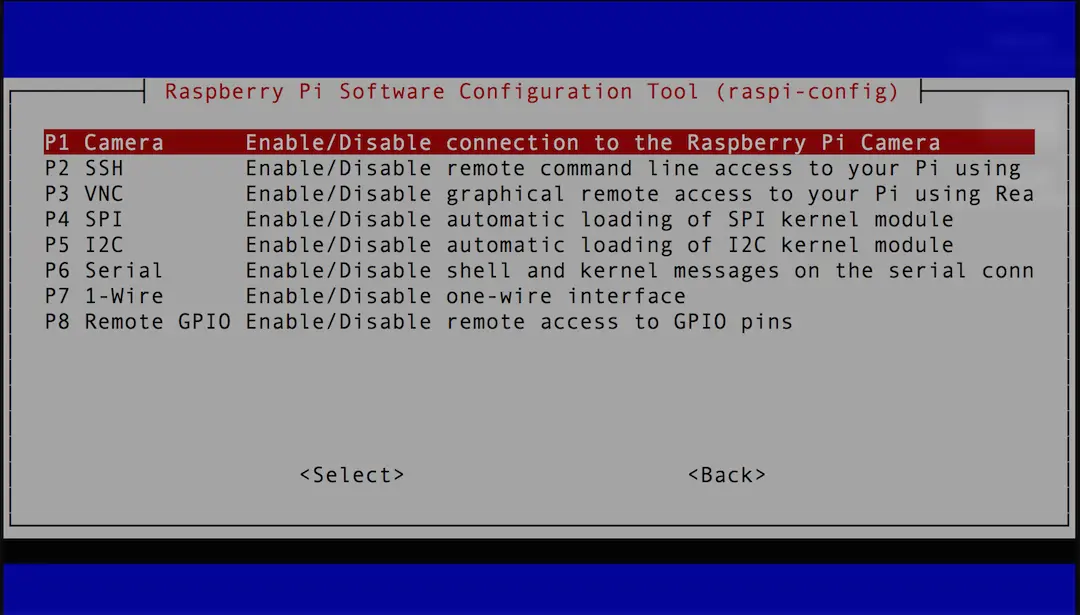 Raspberry Pi Software Configuration Tool (raspi-config)
P1 Camera Enable/Disable connection to the Raspberry Pi Camera
P2 SSH Enable/Disable remote command line access to your Pi using
P3 VNC Enable/Disable graphical remote access to your Pi using Rea
P4 SPI Enable/Disable automatic loading of SPI kernel module
P5 I2C Enable/Disable automatic loading of I2C kernel module
P6 Serial Enable/Disable shell and kernel messages on the serial conn
P7 1-Wire Enable/Disable one-wire interface
P8 Remote GPIO Enable/Disable remote access to GPIO pins
<Select> <Back>